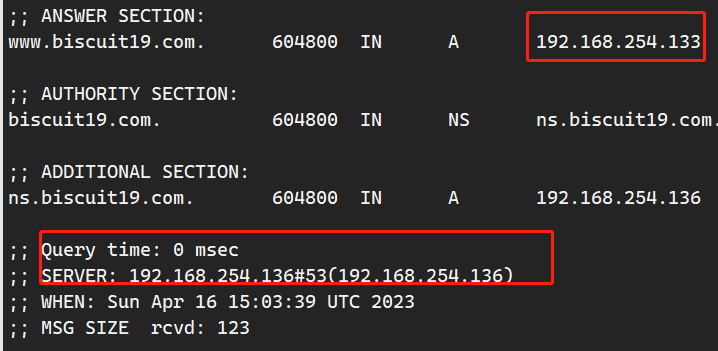 ;; ANSWER SECTION:
www.biscuit19.com. 604800 IN A 192.168.254.133
;; AUTHORITY SECTION:
biscuit19.com. 604800 IN NS ns.biscuit19.com.
;; ADDITIONAL SECTION:
ns.biscuit19.com. 604800 IN A 192.168.254.136
;; Query time: 0 msec
;; SERVER: 192.168.254.136#53(192.168.254.136)
;; WHEN: Sun Apr 16 15:03:39 UTC 2023
;; MSG SIZE rcvd: 123